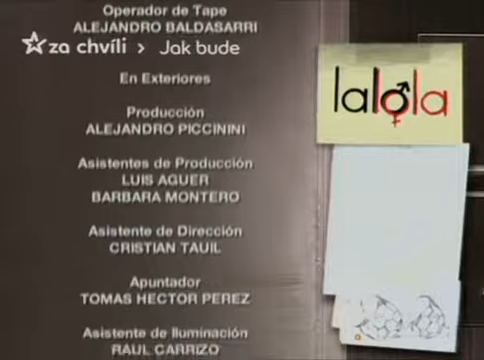 Operador de Tape
ALEJANDRO BALDASARRI
za chvíli › Jak bude
En Exteriores
lalola
Producción
ALEJANDRO PICCININI
Asistentes de Producción
LUIS AGUER
BARBARA MONTERO
Asistente de Dirección
CRISTIAN TAUIL
Apuntador
TOMAS HECTOR PEREZ
Asistente de Iluminación
RAUL CARRIZO